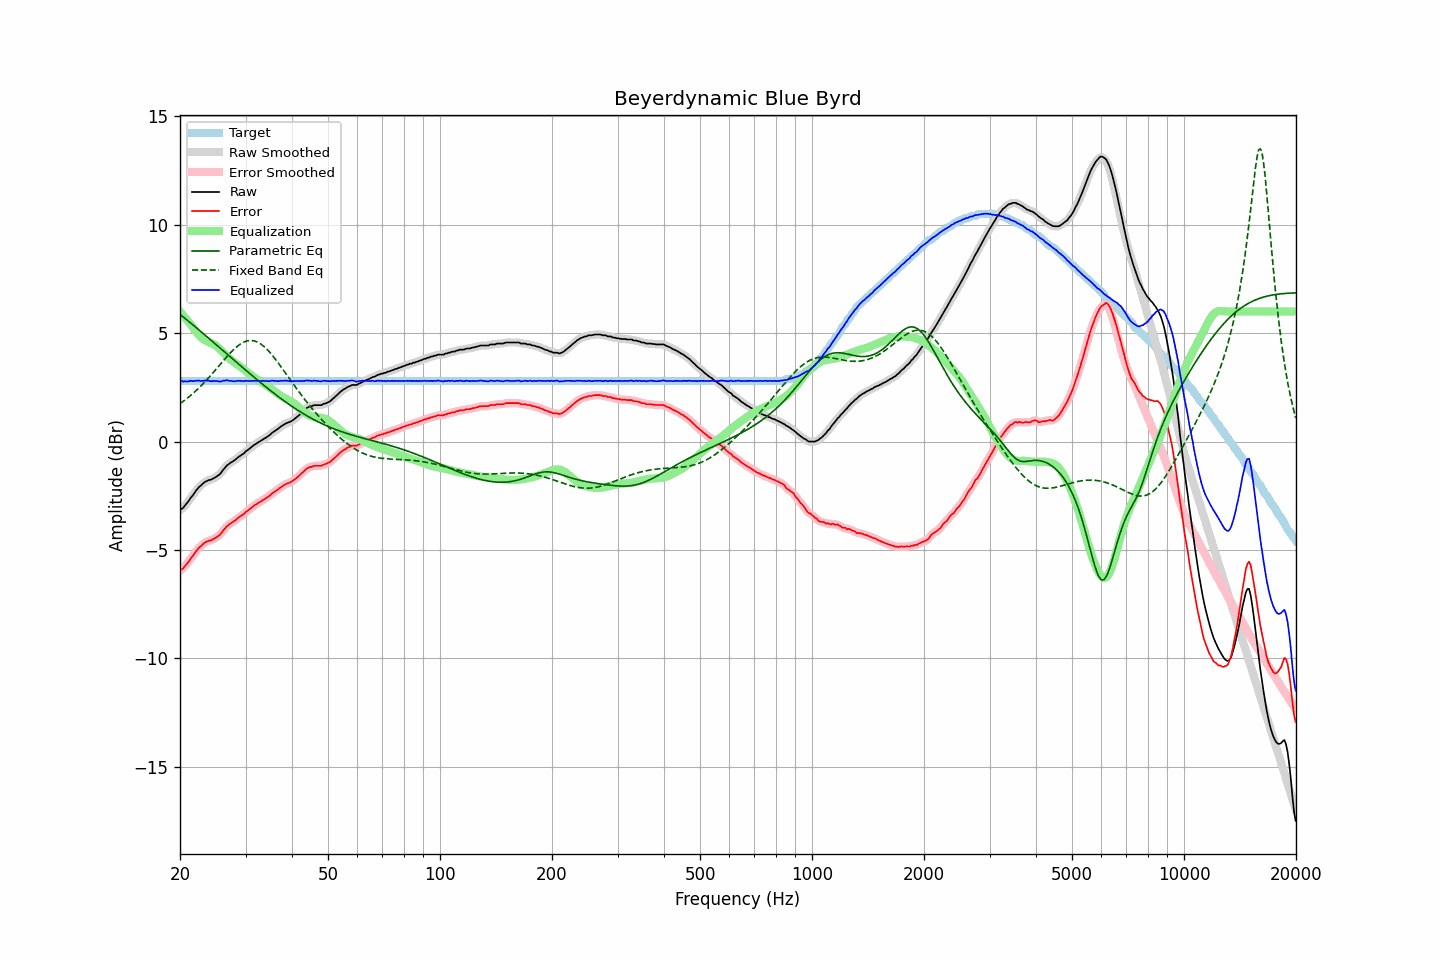 Beyerdynamic Blue Byrd
Target
Raw Smoothed
Error Smoothed
Raw
Error
Equalization
Parametric Eq
Fixed Band Eq
Equalized
Amplitude (dBr)
15
10
5
0
−5
−10
−15
20 50 100 200 500 1000 2000 5000 10000 20000
Frequency (Hz)